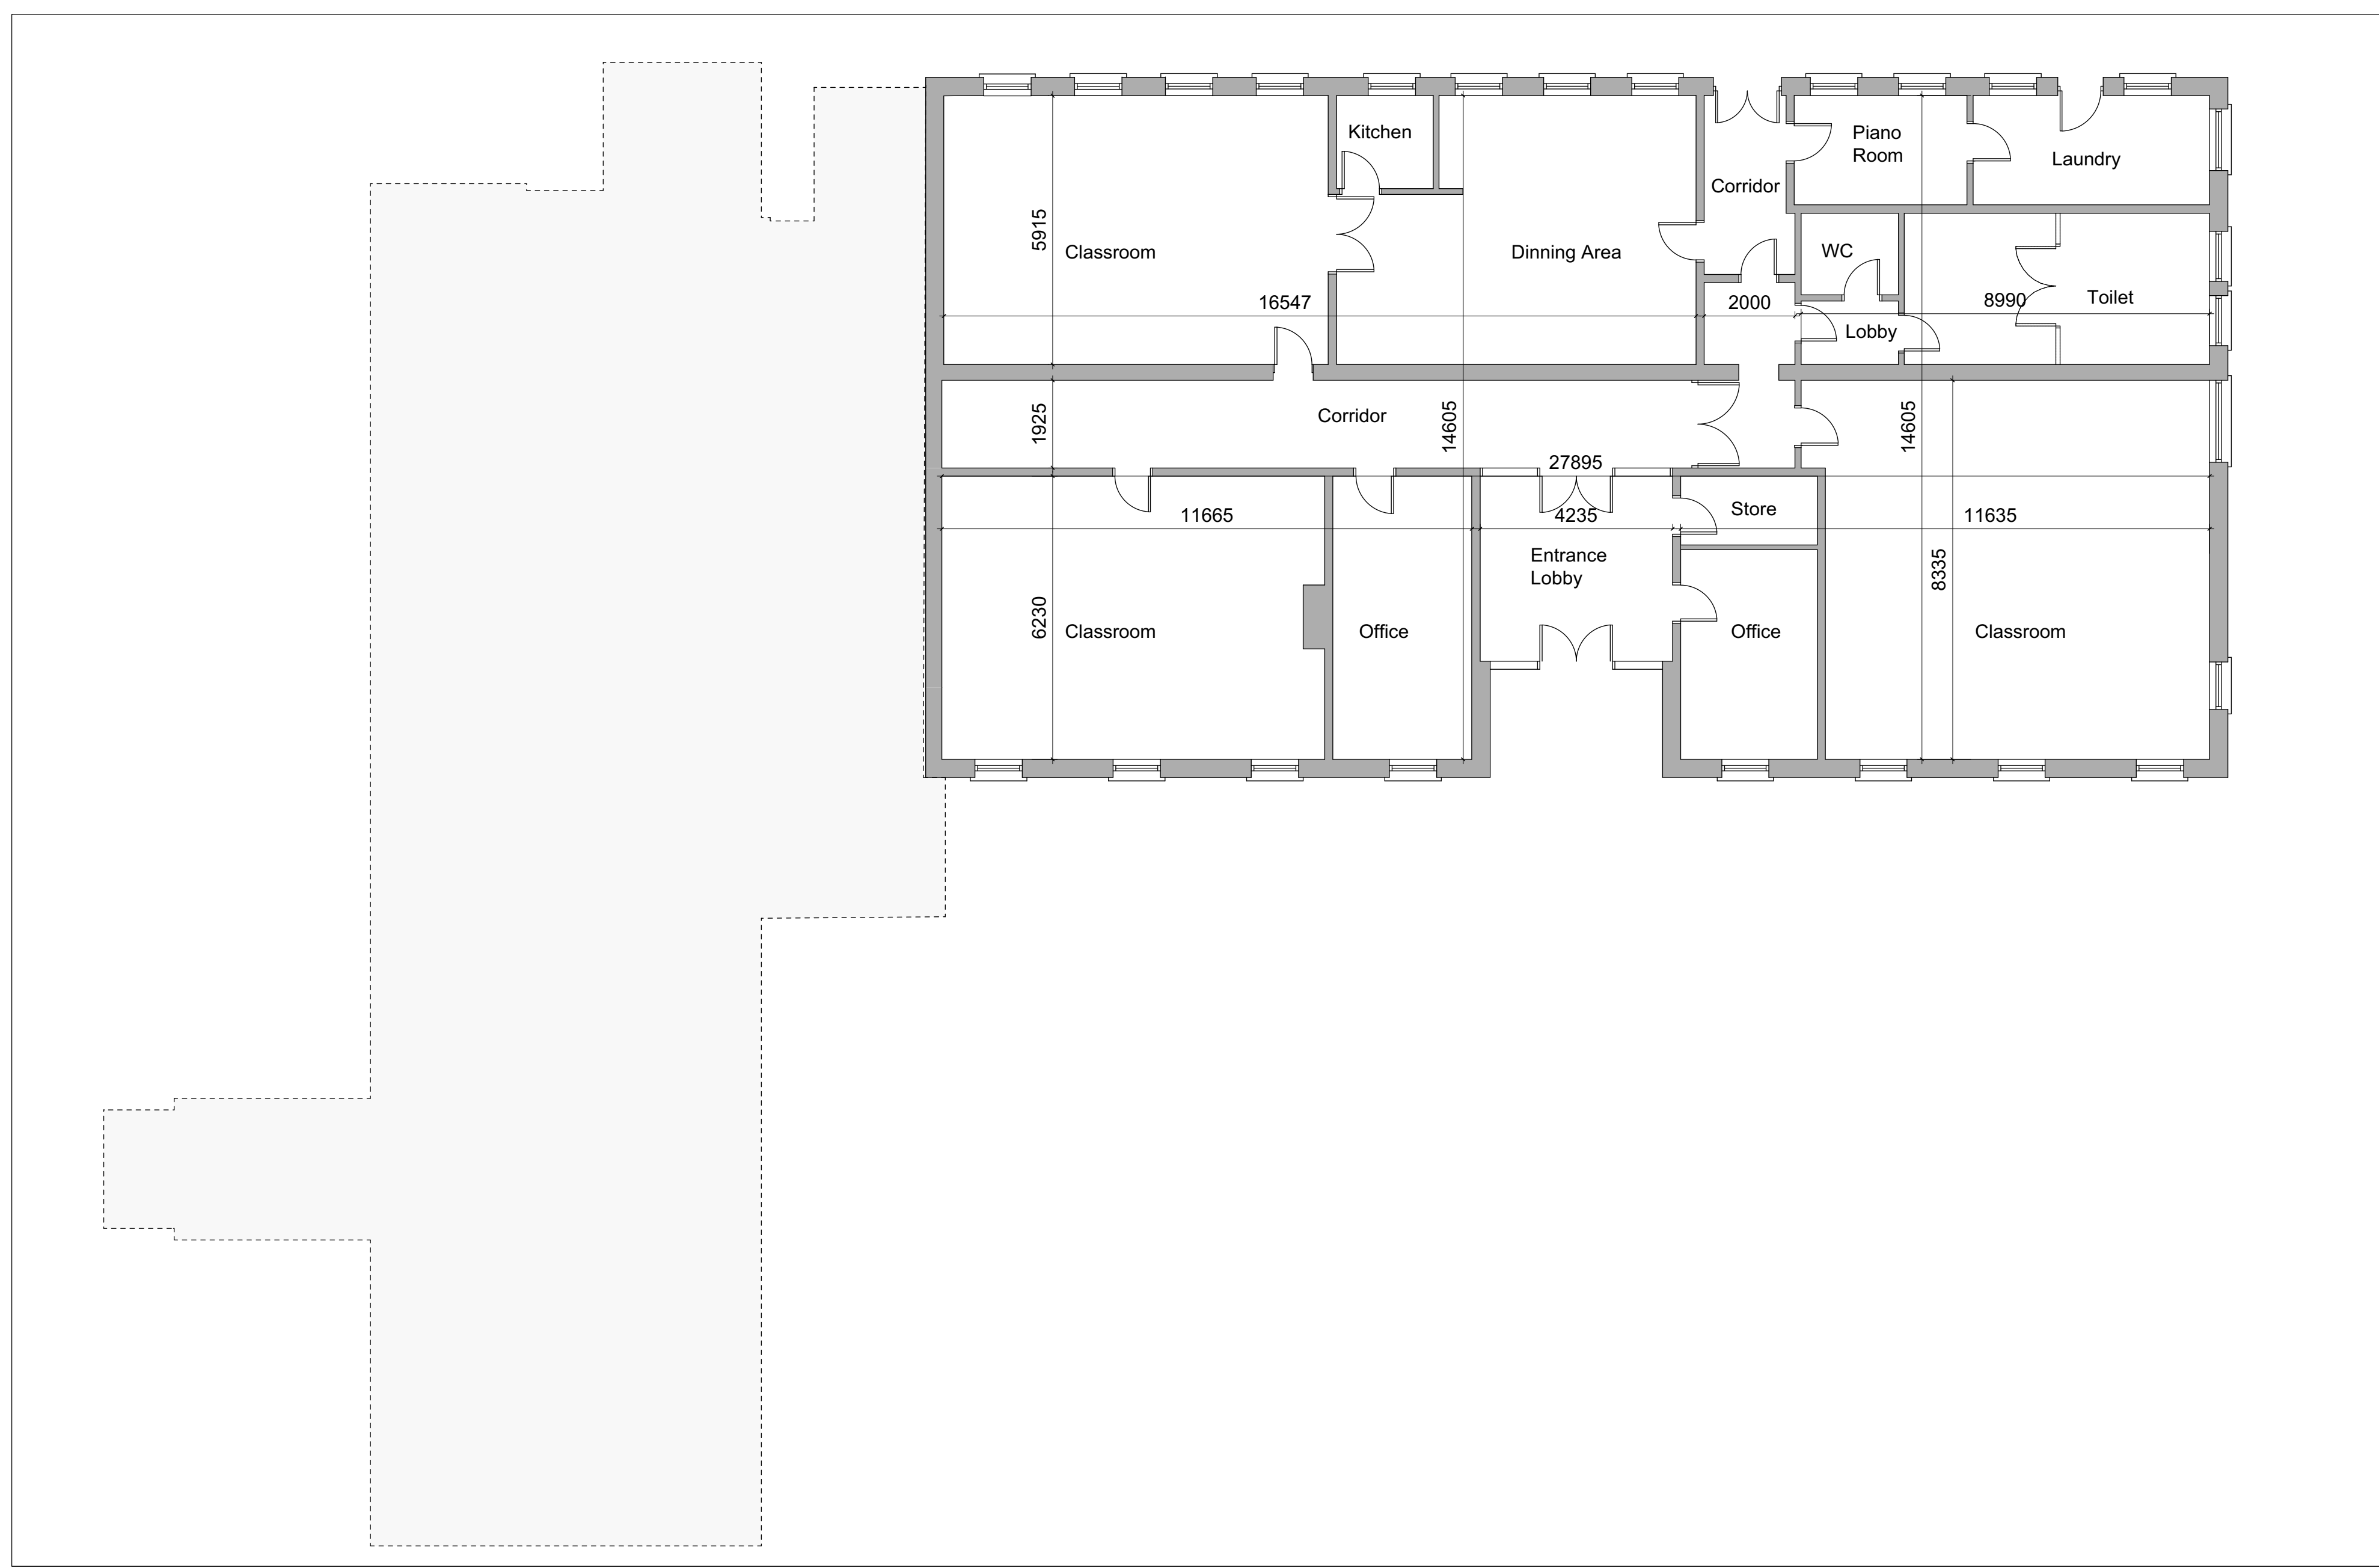 Kitchen
Piano
Room
Laundry
Corridor
5915
Classroom
Dinning Area
WC
16547
2000
8990
Toilet
Lobby
1925
Corridor
14605
14605
27895
11665
4235
Store
11635
Entrance
Lobby
8335
6230
Classroom
Office
Office
Classroom